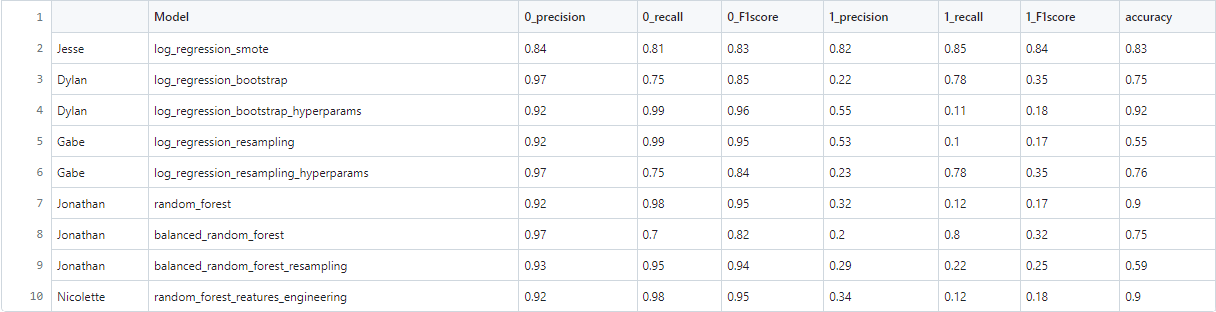 1 Model 0_precision 0_recall 0_F1score 1_precision 1_recall 1_F1score accuracy
2 Jesse log_regression_smote 0.84 0.81 0.83 0.82 0.85 0.84 0.83
3 Dylan log_regression_bootstrap 0.97 0.75 0.85 0.22 0.78 0.35 0.75
4 Dylan log_regression_bootstrap_hyperparams 0.92 0.99 0.96 0.55 0.11 0.18 0.92
5 Gabe log_regression_resampling 0.92 0.99 0.95 0.53 0.1 0.17 0.55
6 Gabe log_regression_resampling_hyperparams 0.97 0.75 0.84 0.23 0.78 0.35 0.76
7 Jonathan random_forest 0.92 0.98 0.95 0.32 0.12 0.17 0.9
8 Jonathan balanced_random_forest 0.97 0.7 0.82 0.2 0.8 0.32 0.75
9 Jonathan balanced_random_forest_resampling 0.93 0.95 0.94 0.29 0.22 0.25 0.59
10 Nicolette random_forest_reatures_engineering 0.92 0.98 0.95 0.34 0.12 0.18 0.9